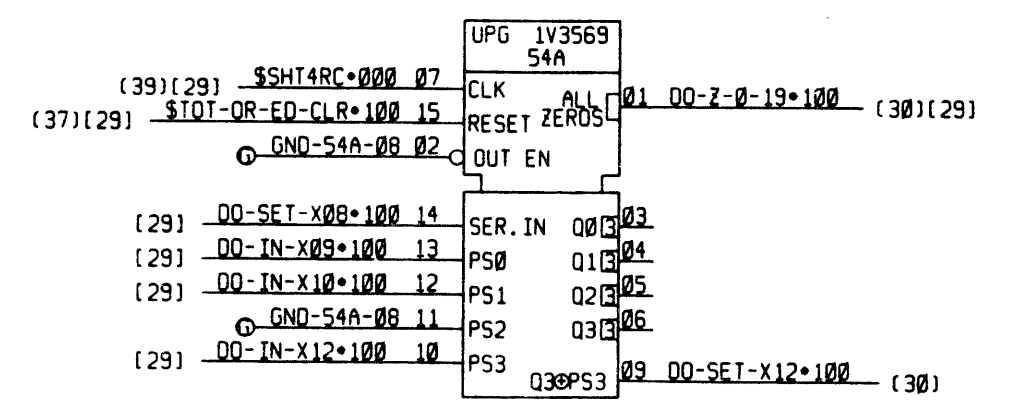 UPG 1V3569
54A
(39)[29] $SHT4RC•000 07 CLK
ALL ZEROS 01 DO-Z-0-19•100 (30)[29]
(37)[29] $TOT-OR-ED-CLR•100 15 RESET
G GND-54A-08 02 OUT EN
[29] DO-SET-X08•100 14 SER.IN Q0 3 03
[29] DO-IN-X09•100 13 PS0 Q1 3 04
[29] DO-IN-X10•100 12 PS1 Q2 3 05
G GND-54A-08 11 PS2 Q3 3 06
[29] DO-IN-X12•100 10 PS3
Q3⊕PS3 09 DO-SET-X12•100 (30)